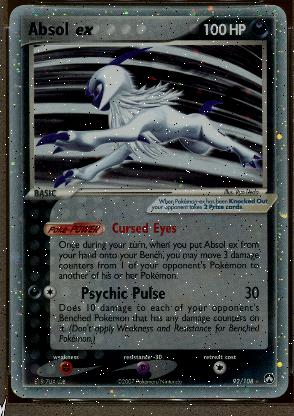 Absol ex 100 HP
BASIC
When Pokémon-ex has been Knocked Out
your opponent takes 2 Prize cards.
Poké-POWER Cursed Eyes
Once during your turn, when you put Absol ex from
your hand onto your Bench, you may move 3 damage
counters from 1 of your opponent's Pokémon to
another of his or her Pokémon.
Psychic Pulse 30
Does 10 damage to each of your opponent's
Benched Pokémon that has any damage counters on
it. (Don't apply Weakness and Resistance for Benched
Pokémon.)
weakness resistance -30 retreat cost
©2007 Pokémon/Nintendo 92/108